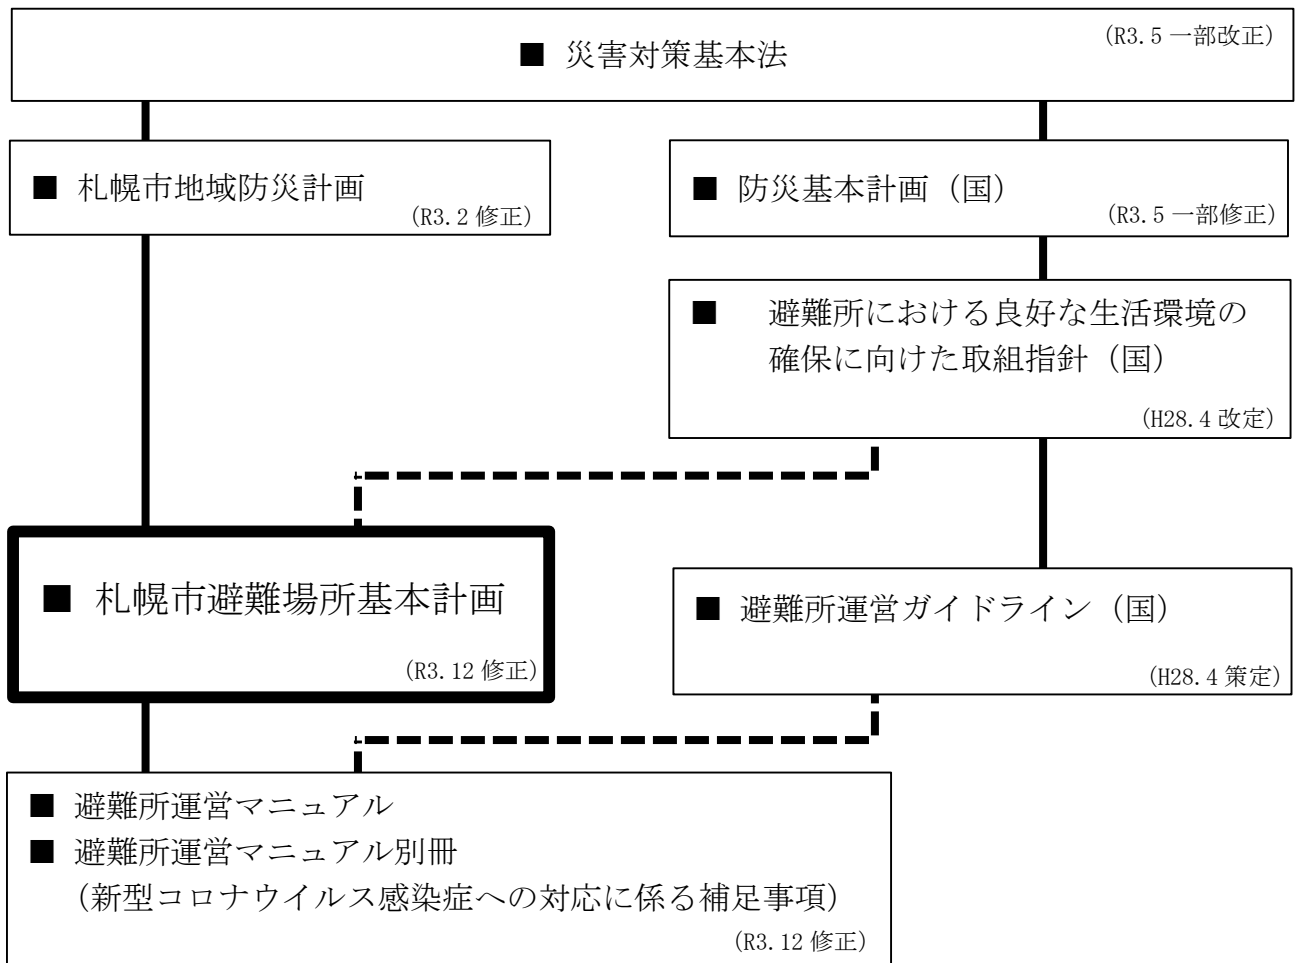 ■ 災害対策基本法
(R3.5 一部改正)
■ 札幌市地域防災計画
(R3.2 修正)
■ 防災基本計画（国）
(R3.5 一部修正)
■ 避難所における良好な生活環境の
確保に向けた取組指針（国）
(H28.4 改定)
■ 札幌市避難場所基本計画
(R3.12 修正)
■ 避難所運営ガイドライン（国）
(H28.4 策定)
■ 避難所運営マニュアル
■ 避難所運営マニュアル別冊
（新型コロナウイルス感染症への対応に係る補足事項）
(R3.12 修正)